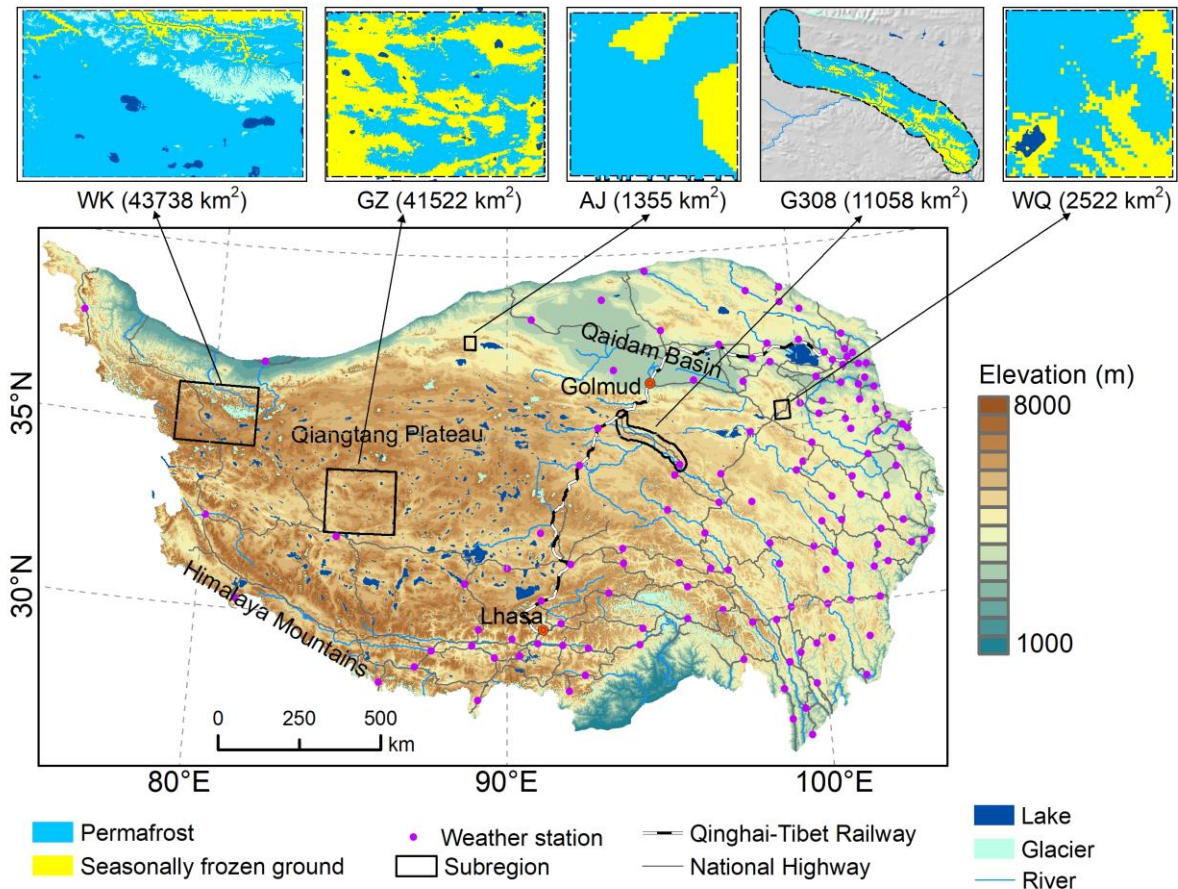 WK (43738 km²)
GZ (41522 km²)
AJ (1355 km²)
G308 (11058 km²)
WQ (2522 km²)
35°N
30°N
Qaidam Basin
Golmud
Qiangtang Plateau
Himalaya Mountains
Lhasa
0 250 500
km
80°E
90°E
100°E
Elevation (m)
8000
1000
Permafrost
Seasonally frozen ground
Weather station
Subregion
Qinghai-Tibet Railway
National Highway
Lake
Glacier
River